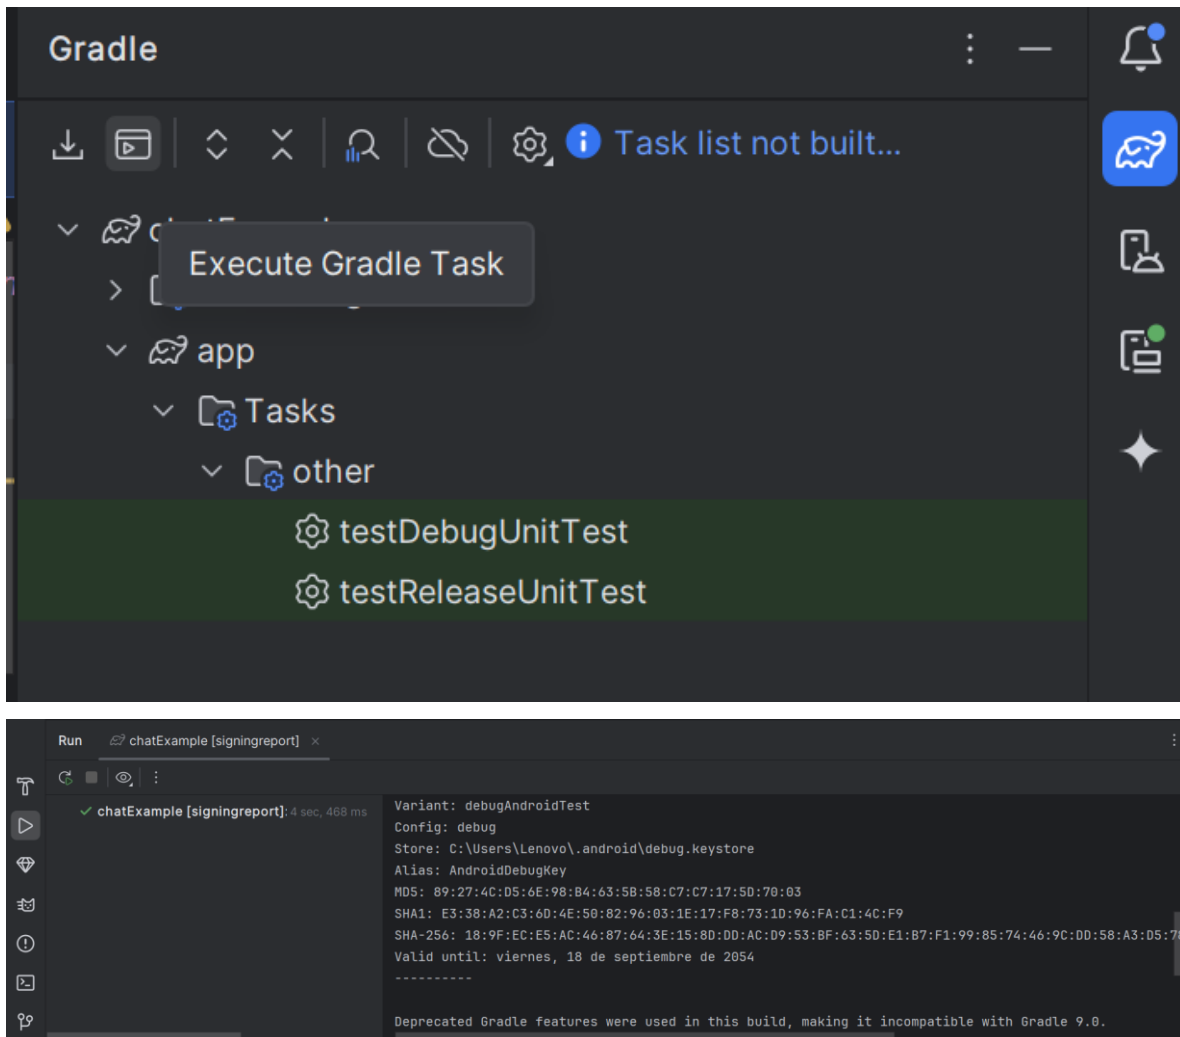 Gradle
Task list not built...
Execute Gradle Task
app
Tasks
other
testDebugUnitTest
testReleaseUnitTest
Run
chatExample [signingreport]
chatExample [signingreport]: 4 sec, 468 ms
Variant: debugAndroidTest
Config: debug
Store: C:\Users\Lenovo\.android\debug.keystore
Alias: AndroidDebugKey
MD5: 89:27:4C:D5:6E:98:B4:63:5B:58:C7:C7:17:5D:70:03
SHA1: E3:38:A2:C3:6D:4E:50:82:96:03:1E:17:F8:73:1D:96:FA:C1:4C:F9
SHA-256: 18:9F:EC:E5:AC:46:87:64:3E:15:8D:DD:AC:D9:53:BF:63:5D:E1:B7:F1:99:85:74:46:9C:DD:58:A3:D5:7
Valid until: viernes, 18 de septiembre de 2054
----------
Deprecated Gradle features were used in this build, making it incompatible with Gradle 9.0.